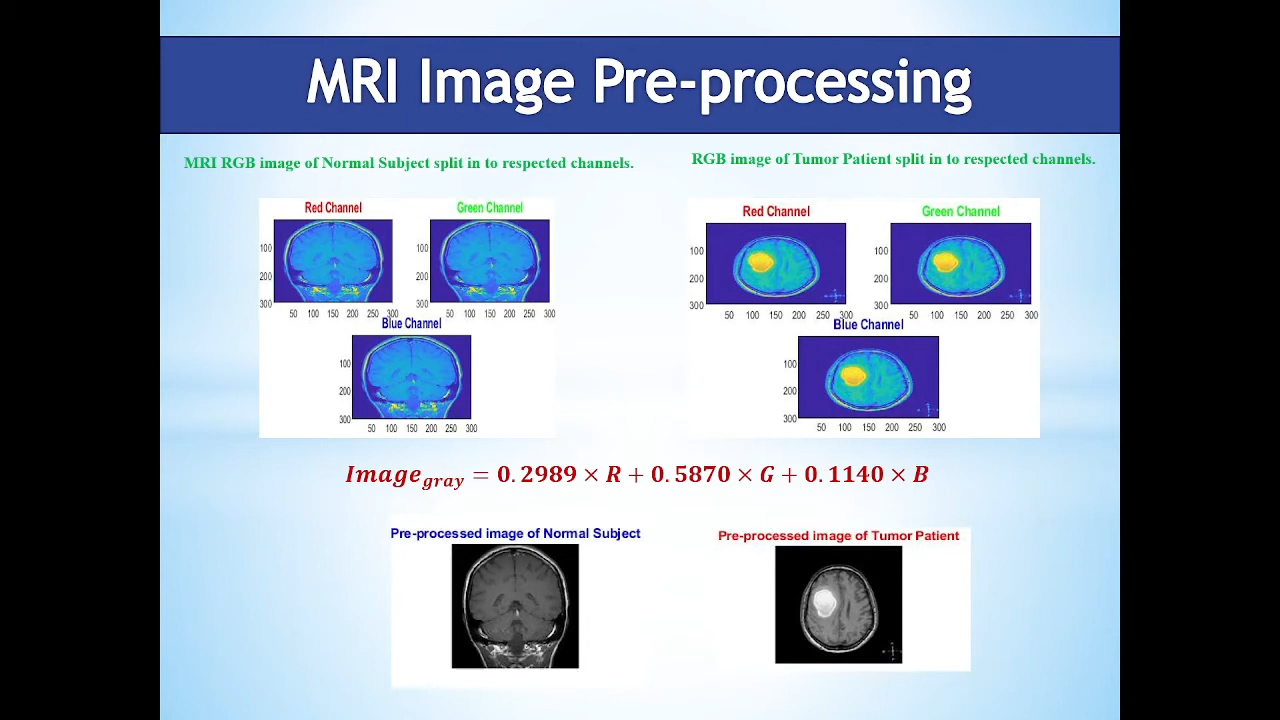 MRI Image Pre-processing
MRI RGB image of Normal Subject split in to respected channels.
RGB image of Tumor Patient split in to respected channels.
Red Channel
Green Channel
100
200
300
50 100 150 200 250 300
100
200
300
50 100 150 200 250 300
Blue Channel
100
200
300
50 100 150 200 250 300
Red Channel
Green Channel
100
200
300
50 100 150 200 250 300
100
200
300
50 100 150 200 250 300
Blue Channel
100
200
300
50 100 150 200 250 300
Image_gray = 0.2989 × R + 0.5870 × G + 0.1140 × B
Pre-processed image of Normal Subject
Pre-processed image of Tumor Patient